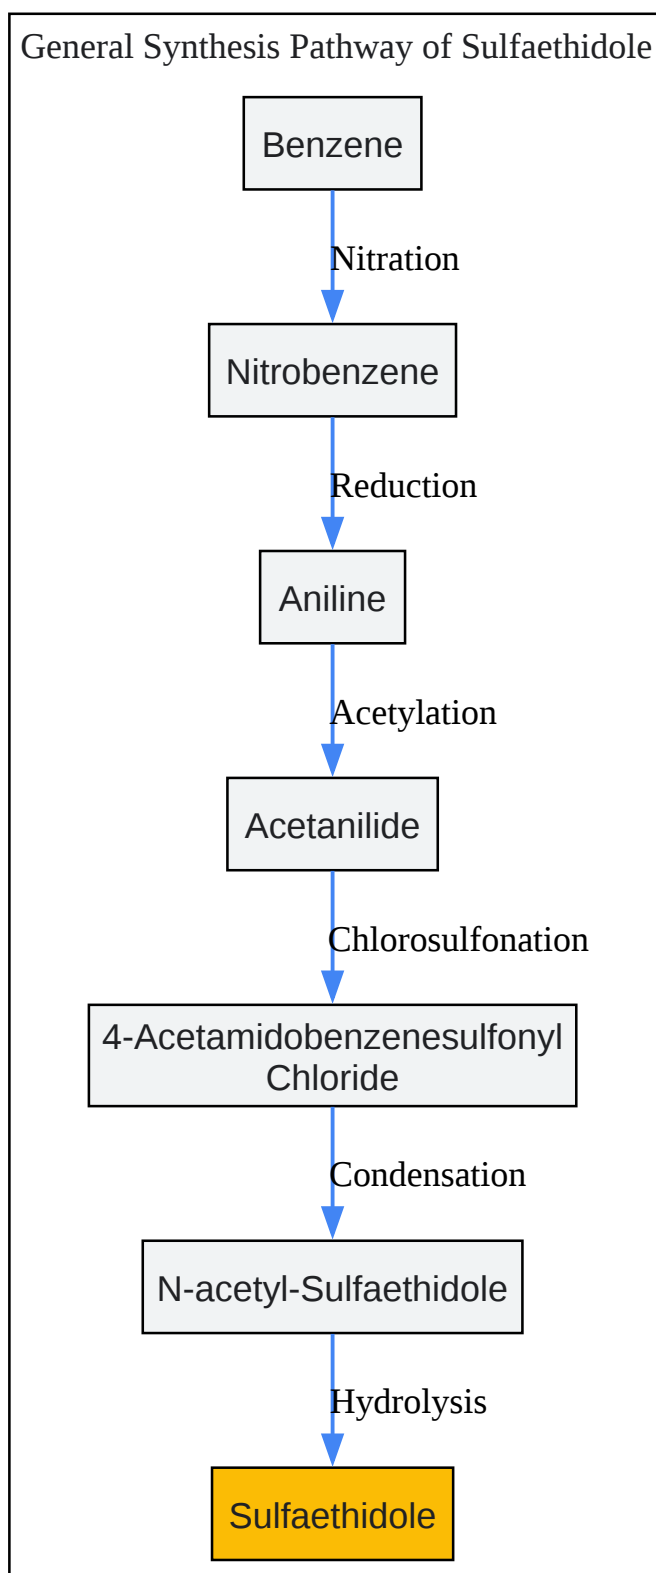 General Synthesis Pathway of Sulfaethidole
Benzene
Nitration
Nitrobenzene
Reduction
Aniline
Acetylation
Acetanilide
Chlorosulfonation
4-Acetamidobenzenesulfonyl
Chloride
Condensation
N-acetyl-Sulfaethidole
Hydrolysis
Sulfaethidole